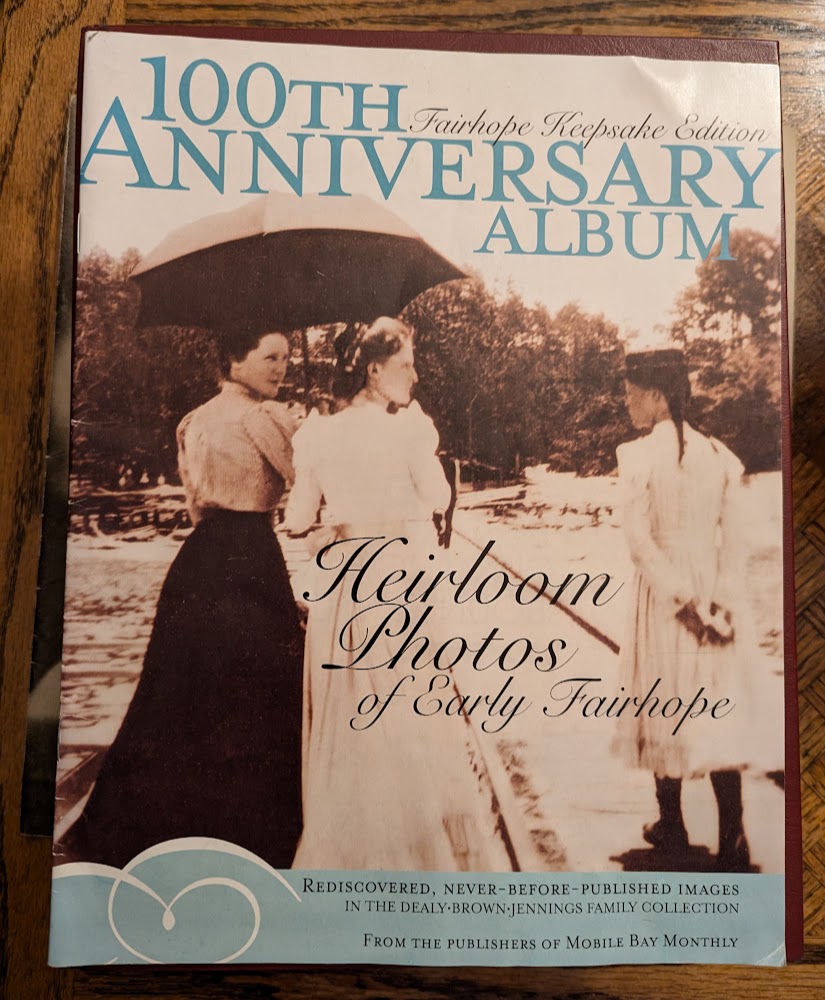 100TH
Fairhope Keepsake Edition
ANNIVERSARY
ALBUM
Heirloom
Photos
of Early Fairhope
REDISCOVERED, NEVER-BEFORE-PUBLISHED IMAGES
IN THE DEALY·BROWN·JENNINGS FAMILY COLLECTION
FROM THE PUBLISHERS OF MOBILE BAY MONTHLY